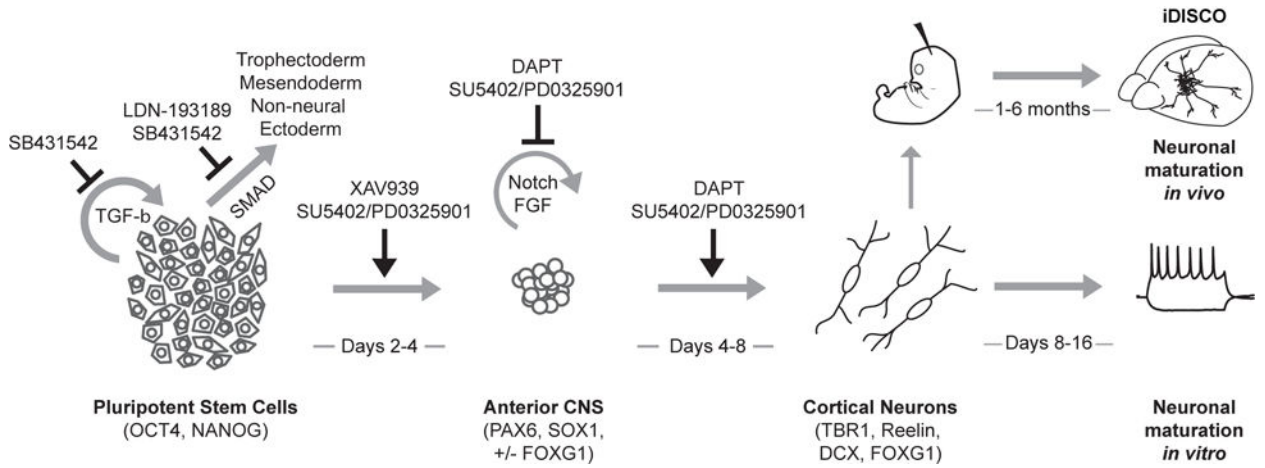 iDISCO
Trophectoderm
Mesendoderm
Non-neural
Ectoderm
DAPT
SU5402/PD0325901
LDN-193189
SB431542
SB431542
1-6 months
TGF-b
SMAD
XAV939
SU5402/PD0325901
Notch
FGF
DAPT
SU5402/PD0325901
Neuronal
maturation
in vivo
Days 2-4
Days 4-8
Days 8-16
Pluripotent Stem Cells
(OCT4, NANOG)
Anterior CNS
(PAX6, SOX1,
+/- FOXG1)
Cortical Neurons
(TBR1, Reelin,
DCX, FOXG1)
Neuronal
maturation
in vitro